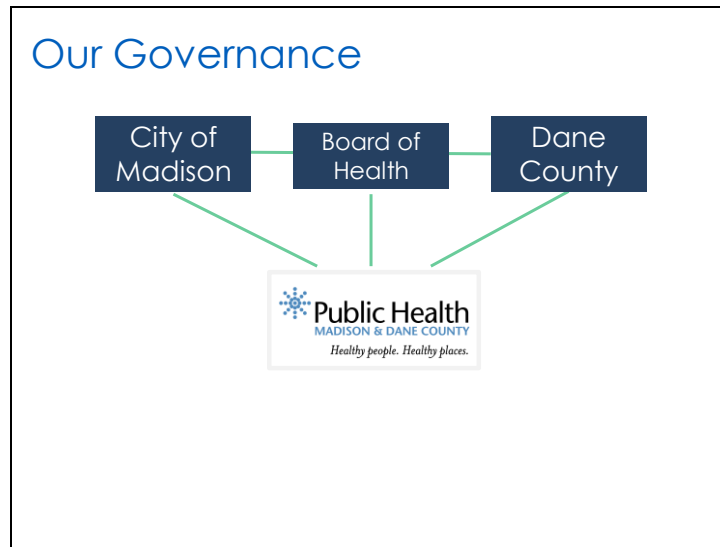 Our Governance
City of
Madison
Board of
Health
Dane
County
Public Health
MADISON & DANE COUNTY
Healthy people. Healthy places.